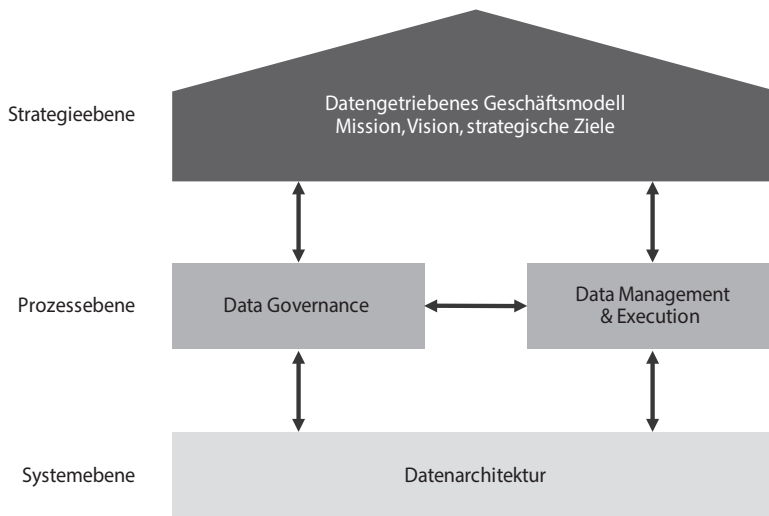 Strategieebene
Datengetriebenes Geschäftsmodell
Mission, Vision, strategische Ziele
Prozessebene
Data Governance
Data Management
& Execution
Systemebene
Datenarchitektur